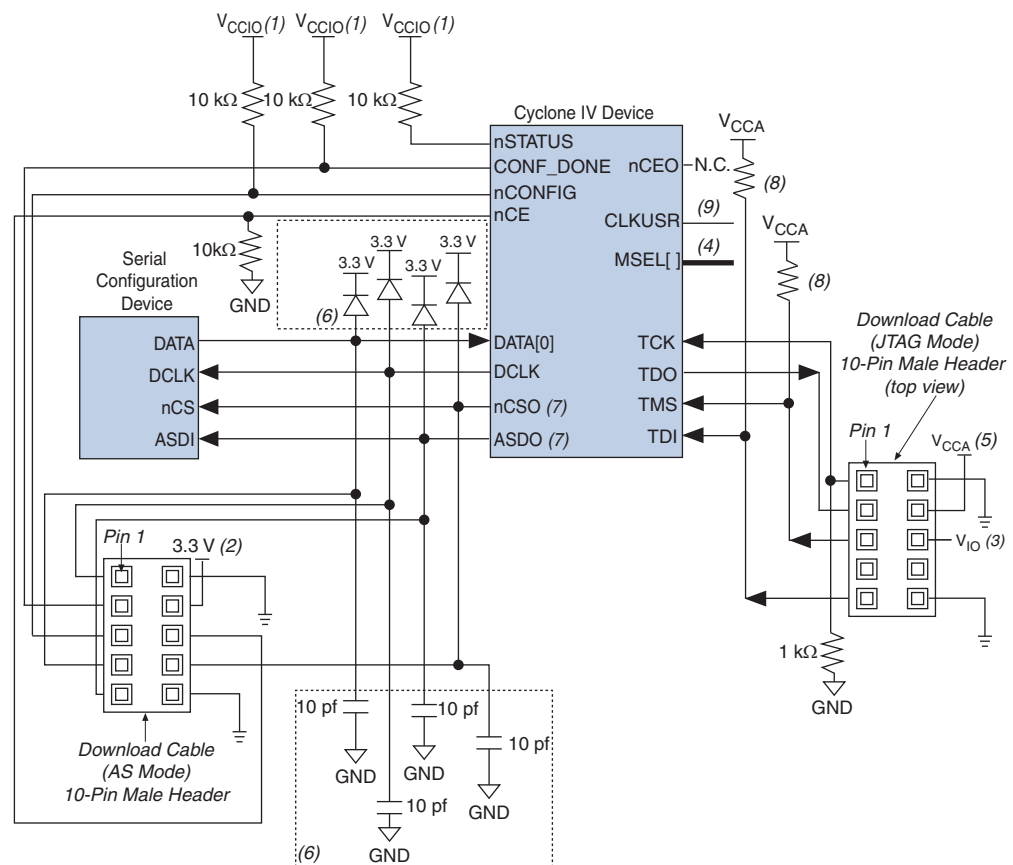 VCCIO (1) VCCIO (1) VCCIO (1)
10 kΩ 10 kΩ 10 kΩ
Cyclone IV Device
nSTATUS
CONF_DONE
nCONFIG
nCE
nCEO N.C.
CLKUSR (9)
MSEL[ ] (4)
VCCA
(8)
VCCA
(8)
10kΩ
GND
3.3 V 3.3 V 3.3 V 3.3 V
(6)
Serial
Configuration
Device
DATA
DCLK
nCS
ASDI
DATA[0]
DCLK
nCSO (7)
ASDO (7)
TCK
TDO
TMS
TDI
Download Cable
(JTAG Mode)
10-Pin Male Header
(top view)
Pin 1
VCCA (5)
VIO (3)
1 kΩ
GND
Pin 1
3.3 V (2)
Download Cable
(AS Mode)
10-Pin Male Header
10 pf
GND
10 pf
GND
10 pf
GND
10 pf
GND
(6)